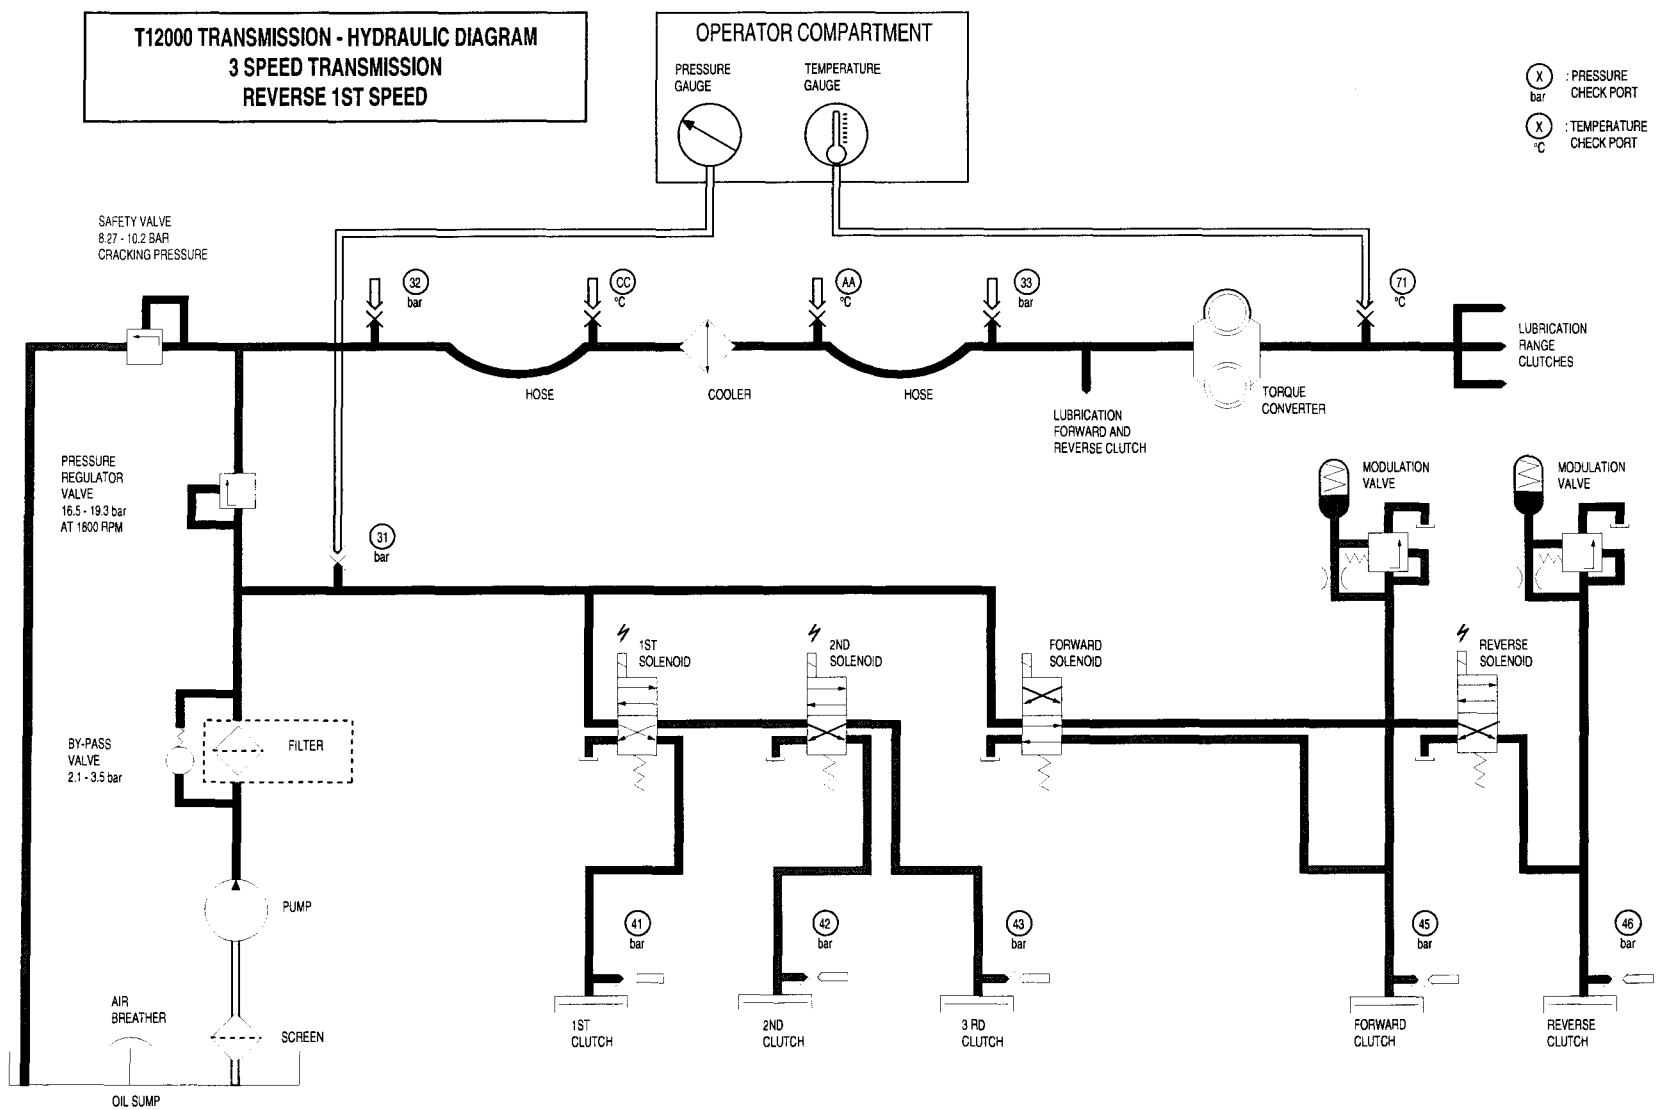 T12000 TRANSMISSION - HYDRAULIC DIAGRAM
3 SPEED TRANSMISSION
REVERSE 1ST SPEED
OPERATOR COMPARTMENT
PRESSURE
GAUGE
TEMPERATURE
GAUGE
X
bar
: PRESSURE
CHECK PORT
X
°C
: TEMPERATURE
CHECK PORT
SAFETY VALVE
8.27 - 10.2 BAR
CRACKING PRESSURE
32
bar
CC
°C
AA
°C
33
bar
71
°C
HOSE
COOLER
HOSE
LUBRICATION
FORWARD AND
REVERSE CLUTCH
TORQUE
CONVERTER
LUBRICATION
RANGE
CLUTCHES
PRESSURE
REGULATOR
VALVE
16.5 - 19.3 bar
AT 1800 RPM
31
bar
MODULATION
VALVE
MODULATION
VALVE
1ST
SOLENOID
2ND
SOLENOID
FORWARD
SOLENOID
REVERSE
SOLENOID
BY-PASS
VALVE
2.1 - 3.5 bar
FILTER
PUMP
41
bar
42
bar
43
bar
45
bar
46
bar
AIR
BREATHER
SCREEN
OIL SUMP
1ST
CLUTCH
2ND
CLUTCH
3 RD
CLUTCH
FORWARD
CLUTCH
REVERSE
CLUTCH